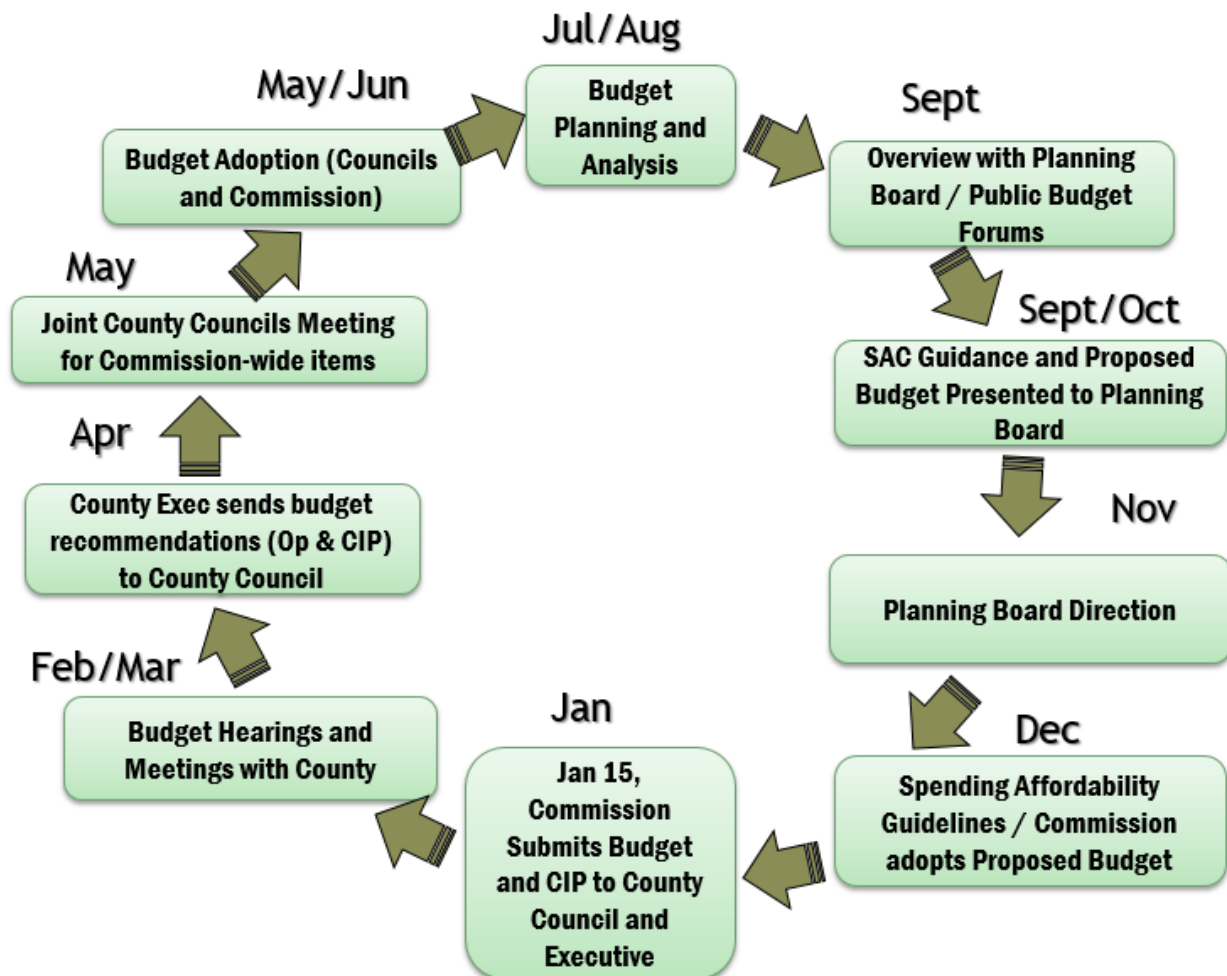 Jul/Aug
Budget
Planning and
Analysis
Sept
Overview with Planning
Board / Public Budget
Forums
Sept/Oct
SAC Guidance and Proposed
Budget Presented to Planning
Board
Nov
Planning Board Direction
Dec
Spending Affordability
Guidelines / Commission
adopts Proposed Budget
Jan
Jan 15,
Commission
Submits Budget
and CIP to County
Council and
Executive
Feb/Mar
Budget Hearings and
Meetings with County
Apr
County Exec sends budget
recommendations (Op & CIP)
to County Council
May
Joint County Councils Meeting
for Commission-wide items
May/Jun
Budget Adoption (Councils
and Commission)